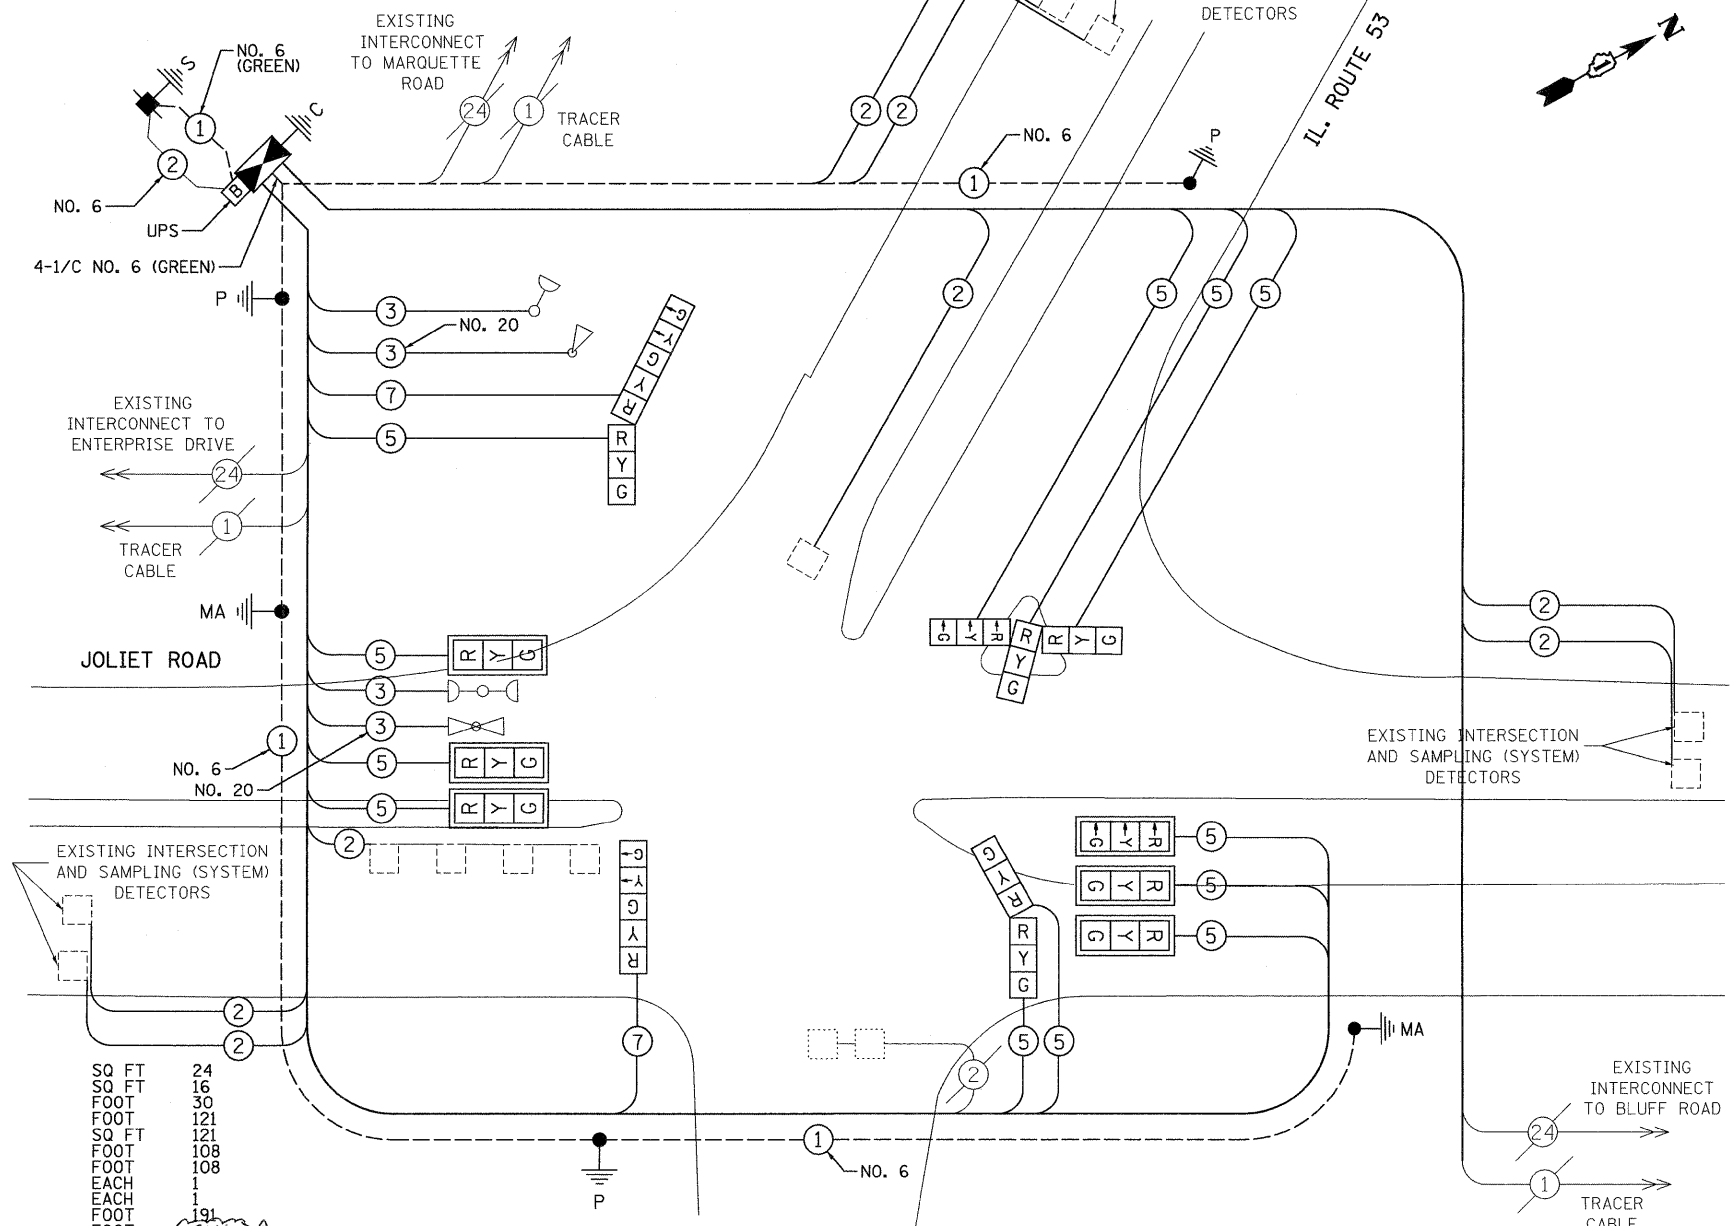 EXISTING
INTERCONNECT
TO MARQUETTE
ROAD
DETECTORS
IL. ROUTE 53
N
1
S
NO. 6
(GREEN)
1
C
24
1
TRACER
CABLE
2
2
NO. 6
P
1
2
B
NO. 6
UPS
4-1/C NO. 6 (GREEN)
P
3
NO. 20
3
7
5
G
Y
G
Y
R
R
Y
G
2
5
5
5
EXISTING
INTERCONNECT TO
ENTERPRISE DRIVE
24
1
TRACER
CABLE
MA
JOLIET ROAD
5
R Y G
3
3
5
R Y G
5
R Y G
1
NO. 6
NO. 20
G Y R
R
Y
G
R Y G
2
2
EXISTING INTERSECTION
AND SAMPLING (SYSTEM)
DETECTORS
2
EXISTING INTERSECTION
AND SAMPLING (SYSTEM)
DETECTORS
2
2
G
Y
G
Y
R
7
G
Y
R
R
Y
G
5
5
G Y R
5
G Y R
5
G Y R
5
2
MA
P
1
NO. 6
SQ FT 24
SQ FT 16
FOOT 30
FOOT 121
SQ FT 121
FOOT 108
FOOT 108
EACH 1
EACH 1
FOOT 191
EXISTING
INTERCONNECT
TO BLUFF ROAD
24
1
TRACER
CABLE